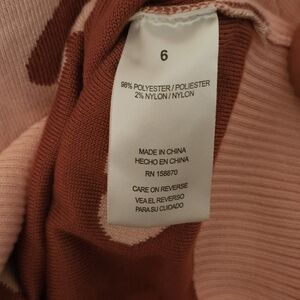 6
98% POLYESTER / POLIESTER
2% NYLON / NYLON
MADE IN CHINA
HECHO EN CHINA
RN 158670
CARE ON REVERSE
VEA EL REVERSO
PARA SU CUIDADO